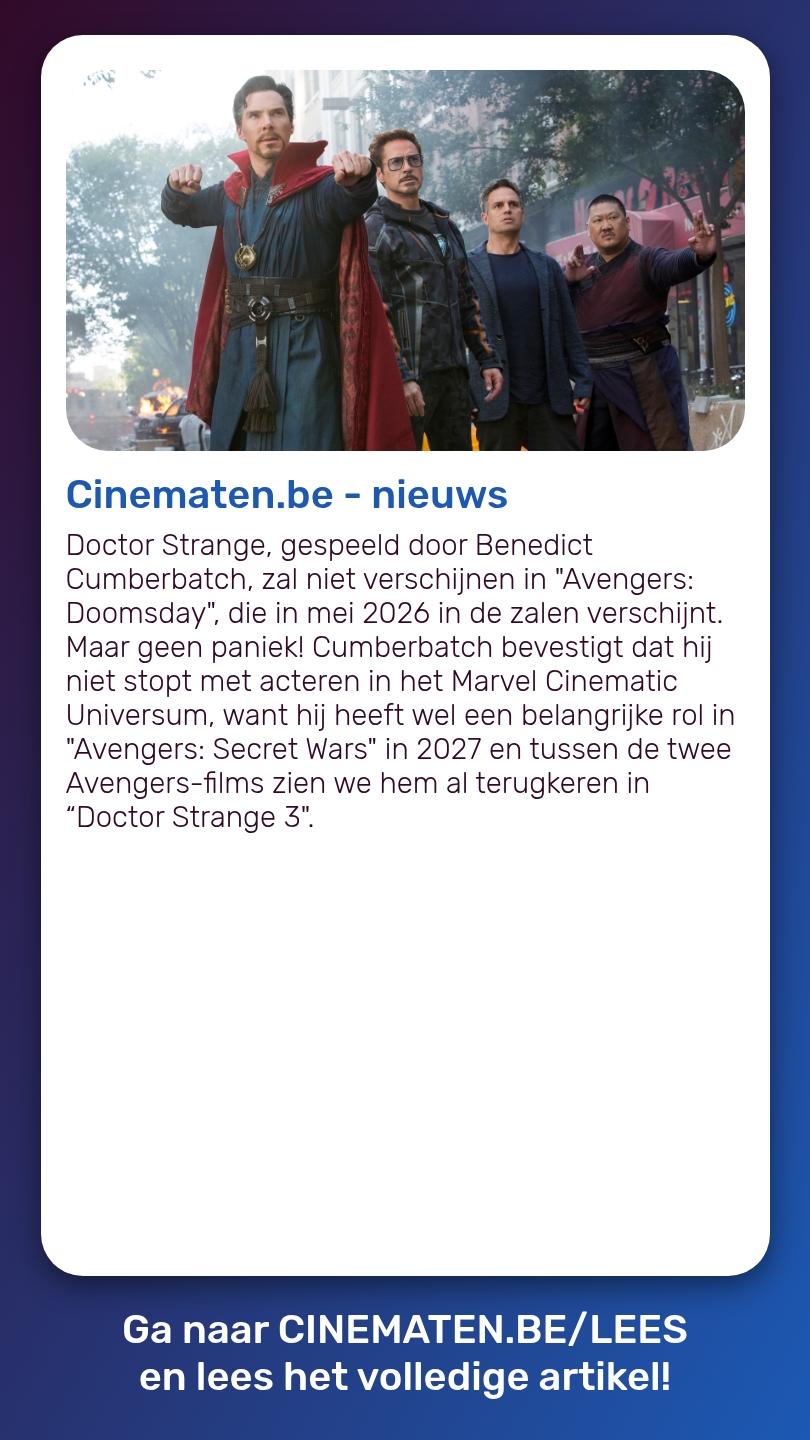 Cinematen.be - nieuws
Doctor Strange, gespeeld door Benedict
Cumberbatch, zal niet verschijnen in "Avengers:
Doomsday", die in mei 2026 in de zalen verschijnt.
Maar geen paniek! Cumberbatch bevestigt dat hij
niet stopt met acteren in het Marvel Cinematic
Universum, want hij heeft wel een belangrijke rol in
"Avengers: Secret Wars" in 2027 en tussen de twee
Avengers-films zien we hem al terugkeren in
“Doctor Strange 3".
Ga naar CINEMATEN.BE/LEES
en lees het volledige artikel!